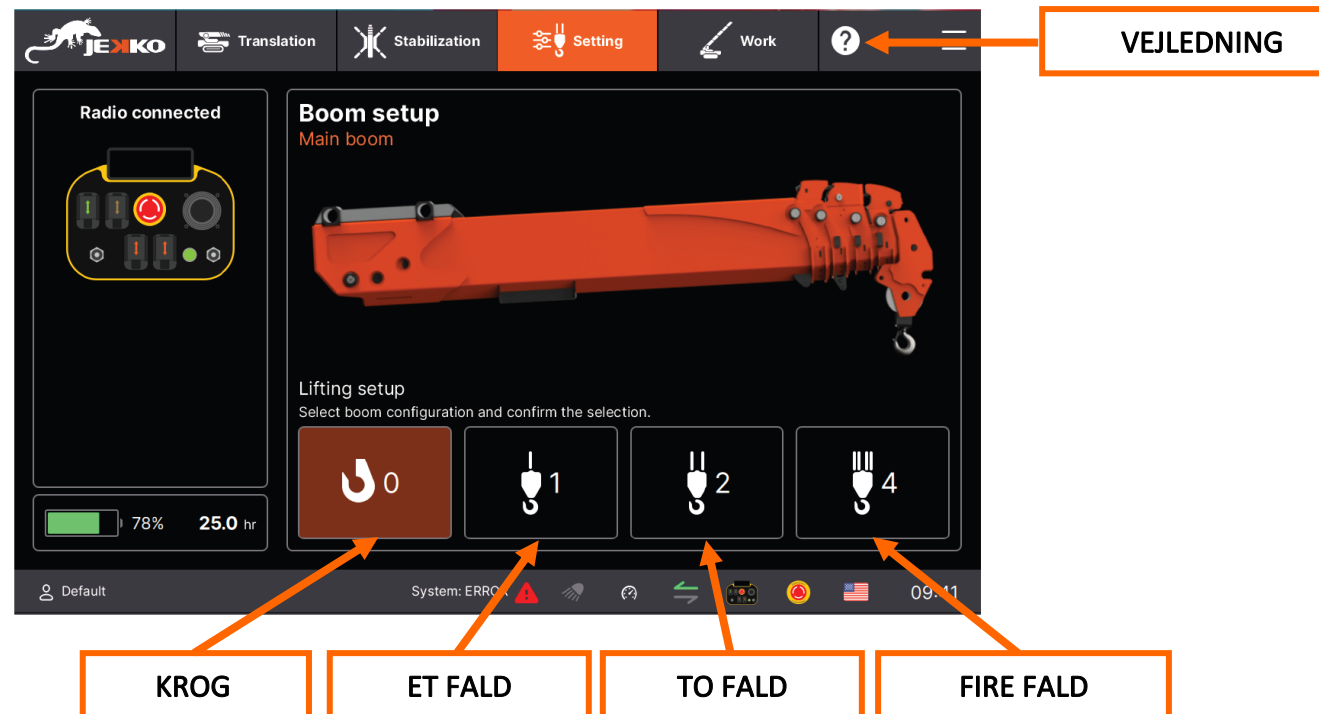 JEKKO
Translation
Stabilization
Setting
Work
?
VEJLEDNING
Radio connected
Boom setup
Main boom
Lifting setup
Select boom configuration and confirm the selection.
0
1
2
4
78%
25.0 hr
Default
System: ERROR
09:41
KROG
ET FALD
TO FALD
FIRE FALD